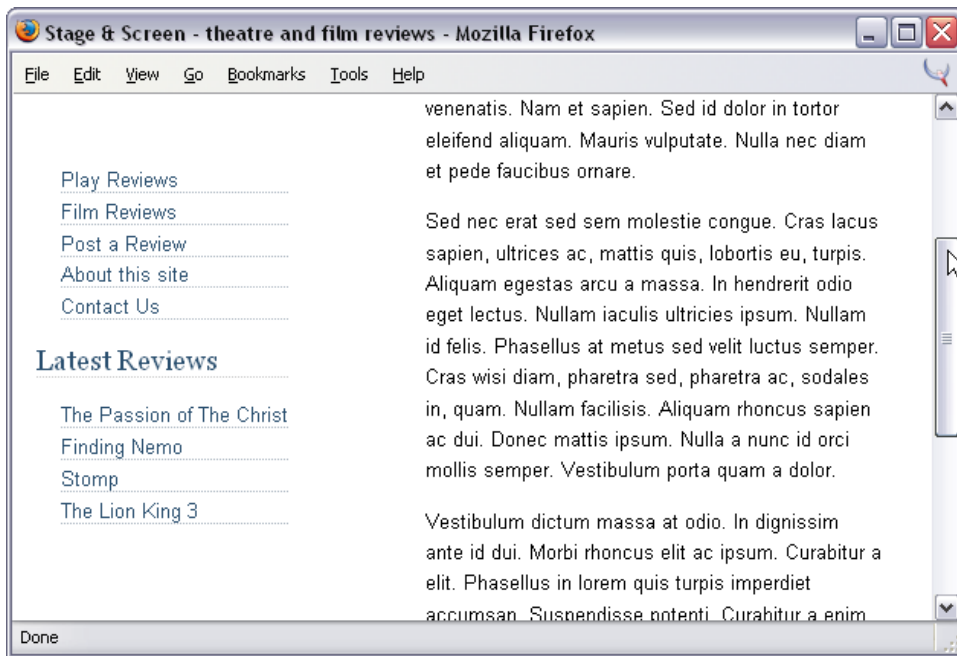 Stage & Screen - theatre and film reviews - Mozilla Firefox
File Edit View Go Bookmarks Tools Help
Play Reviews
Film Reviews
Post a Review
About this site
Contact Us
Latest Reviews
The Passion of The Christ
Finding Nemo
Stomp
The Lion King 3
venenatis. Nam et sapien. Sed id dolor in tortor
eleifend aliquam. Mauris vulputate. Nulla nec diam
et pede faucibus ornare.
Sed nec erat sed sem molestie congue. Cras lacus
sapien, ultrices ac, mattis quis, lobortis eu, turpis.
Aliquam egestas arcu a massa. In hendrerit odio
eget lectus. Nullam iaculis ultricies ipsum. Nullam
id felis. Phasellus at metus sed velit luctus semper.
Cras wisi diam, pharetra sed, pharetra ac, sodales
in, quam. Nullam facilisis. Aliquam rhoncus sapien
ac dui. Donec mattis ipsum. Nulla a nunc id orci
mollis semper. Vestibulum porta quam a dolor.
Vestibulum dictum massa at odio. In dignissim
ante id dui. Morbi rhoncus elit ac ipsum. Curabitur a
elit. Phasellus in lorem quis turpis imperdiet
accumsan. Suspendisse potenti. Curabitur a enim
Done